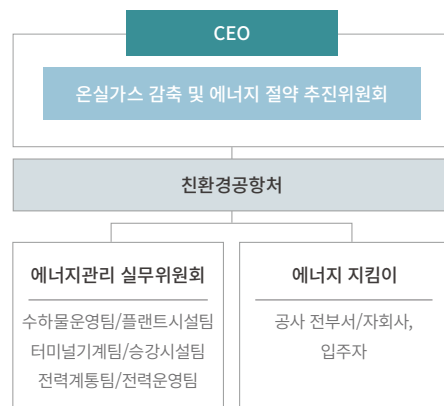 CEO
온실가스 감축 및 에너지 절약 추진위원회
친환경공항처
에너지관리 실무위원회
수하물운영팀/플랜트시설팀
터미널기계팀/승강시설팀
전력계통팀/전력운영팀
에너지 지킴이
공사 전부서/자회사,
입주자